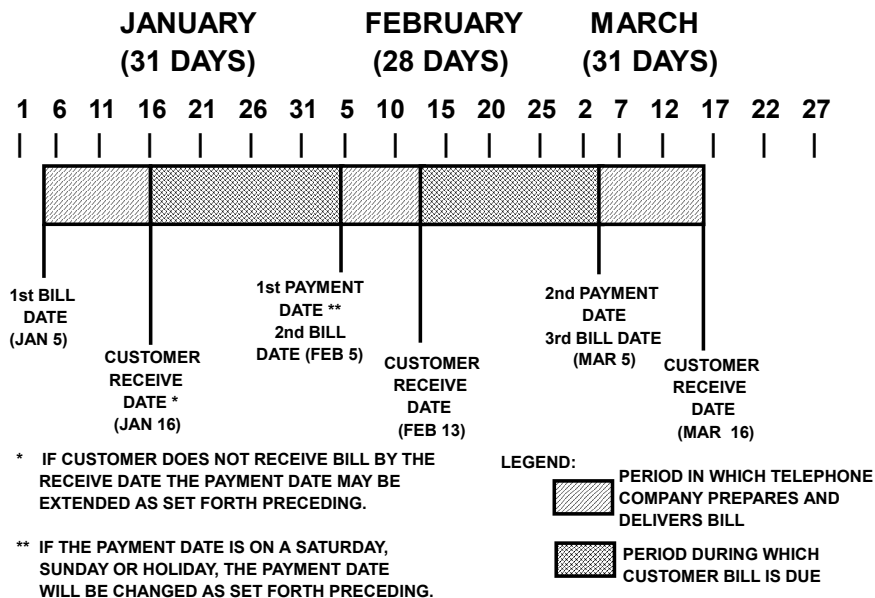 JANUARY FEBRUARY MARCH
(31 DAYS) (28 DAYS) (31 DAYS)
1 6 11 16 21 26 31 5 10 15 20 25 2 7 12 17 22 27
1st BILL
DATE
(JAN 5)
CUSTOMER
RECEIVE
DATE *
(JAN 16)
1st PAYMENT
DATE **
2nd BILL
DATE (FEB 5)
CUSTOMER
RECEIVE
DATE
(FEB 13)
2nd PAYMENT
DATE
3rd BILL DATE
(MAR 5)
CUSTOMER
RECEIVE
DATE
(MAR 16)
* IF CUSTOMER DOES NOT RECEIVE BILL BY THE
RECEIVE DATE THE PAYMENT DATE MAY BE
EXTENDED AS SET FORTH PRECEDING.
** IF THE PAYMENT DATE IS ON A SATURDAY,
SUNDAY OR HOLIDAY, THE PAYMENT DATE
WILL BE CHANGED AS SET FORTH PRECEDING.
LEGEND:
PERIOD IN WHICH TELEPHONE
COMPANY PREPARES AND
DELIVERS BILL
PERIOD DURING WHICH
CUSTOMER BILL IS DUE